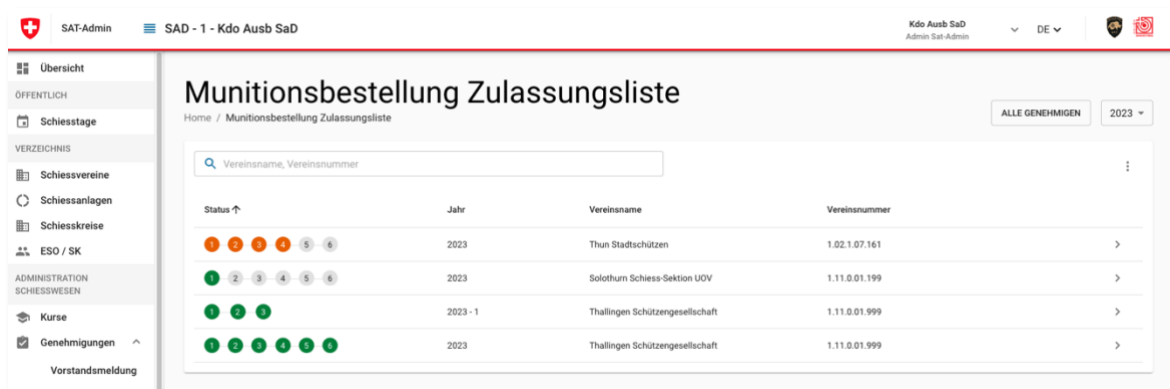 SAT-Admin
SAD - 1 - Kdo Ausb SaD
Kdo Ausb SaD
Admin Sat-Admin
DE
Übersicht
ÖFFENTLICH
Schiesstage
VERZEICHNIS
Schiessvereine
Schiessanlagen
Schiesskreise
ESO / SK
ADMINISTRATION
SCHIESSWESEN
Kurse
Genehmigungen
Vorstandsmeldung
Munitionsbestellung Zulassungsliste
Home / Munitionsbestellung Zulassungsliste
ALLE GENEHMIGEN 2023
Vereinsname, Vereinsnummer
Status Jahr Vereinsname Vereinsnummer
1 2 3 4 5 6 2023 Thun Stadtschützen 1.02.1.07.161
1 2 3 4 5 6 2023 Solothurn Schiess-Sektion UOV 1.11.0.01.199
1 2 3 2023 - 1 Thallingen Schützengesellschaft 1.11.0.01.999
1 2 3 4 5 6 2023 Thallingen Schützengesellschaft 1.11.0.01.999